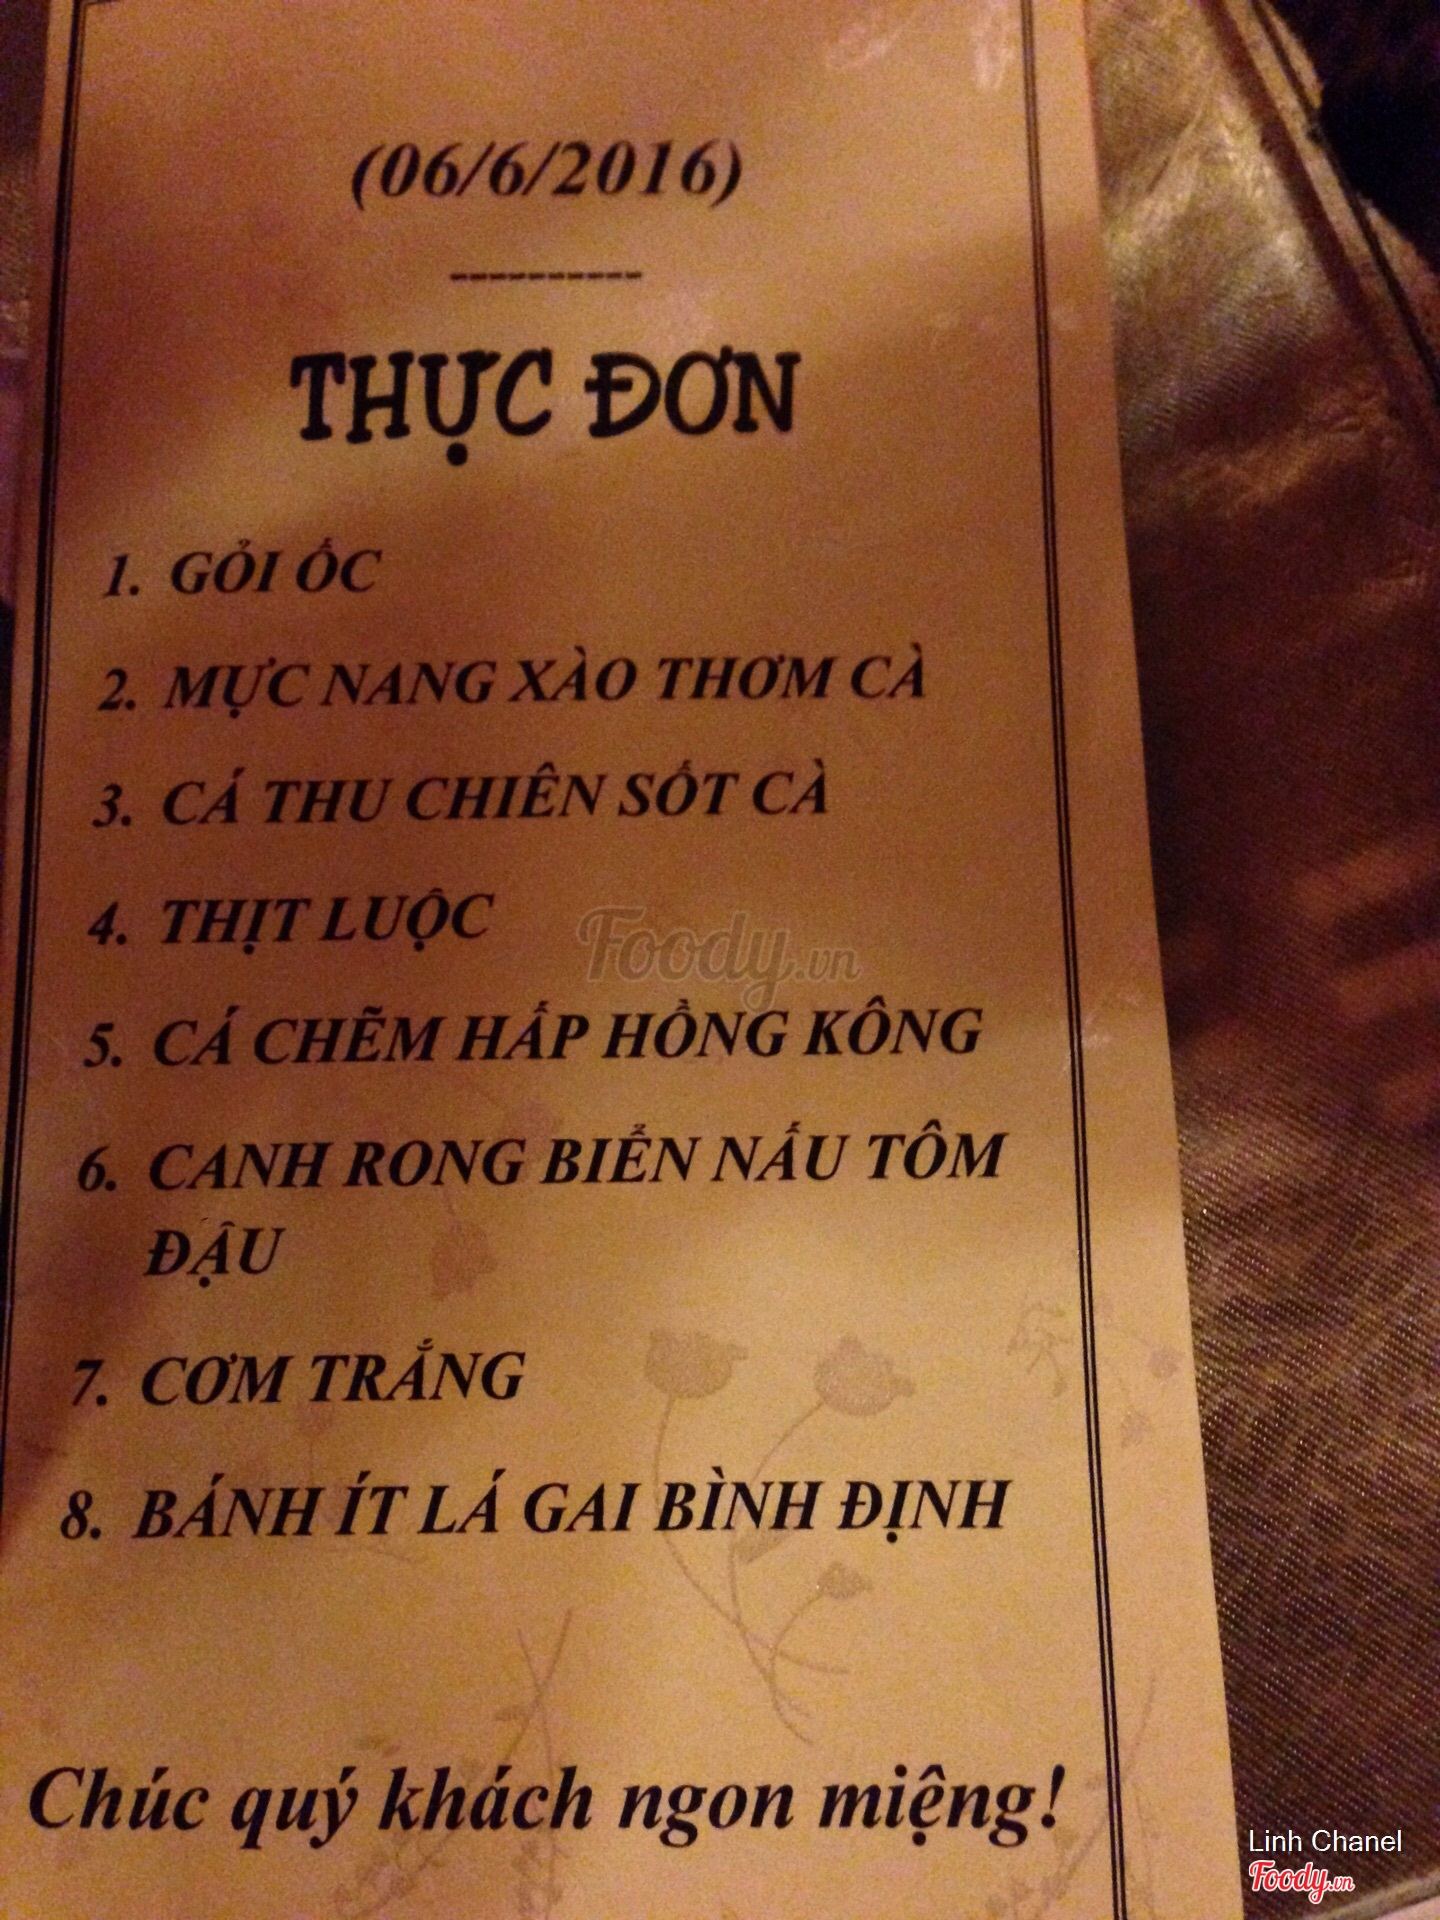 (06/6/2016)
----------
THỰC ĐƠN
1. GỎI ỐC
2. MỰC NANG XÀO THƠM CÀ
3. CÁ THU CHIÊN SỐT CÀ
4. THỊT LUỘC
Foody.vn
5. CÁ CHẼM HẤP HỒNG KÔNG
6. CANH RONG BIỂN NẤU TÔM
ĐẬU
7. CƠM TRẮNG
8. BÁNH ÍT LÁ GAI BÌNH ĐỊNH
Chúc quý khách ngon miệng!
Linh Chanel
Foody.vn